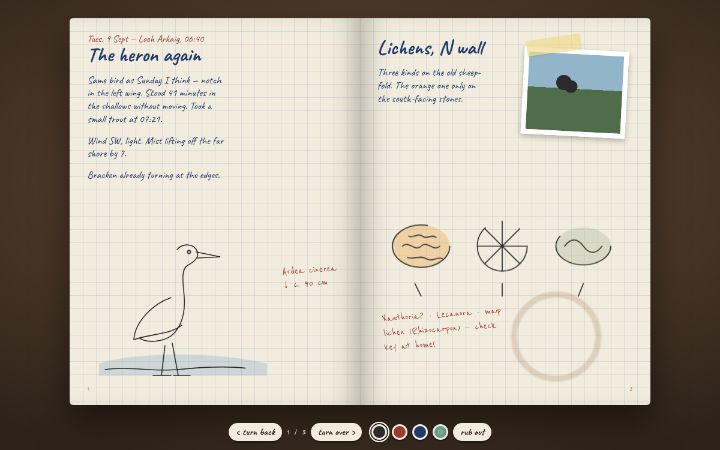 Tues. 9 Sept – Loch Arkaig, 06:40
The heron again
Same bird as Sunday I think – notch
in the left wing. Stood 41 minutes in
the shallows without moving. Took a
small trout at 07:21.
Wind SW, light. Mist lifting off the far
shore by 7.
Bracken already turning at the edges.
Ardea cinerea
↓ c. 90 cm
1
Lichens, N wall
Three kinds on the old sheep-
fold. The orange one only on
the south-facing stones.
Xanthoria? · Lecanora · map
lichen (Rhizocarpon) – check
key at home!
2
‹ turn back
1 / 3
turn over ›
rub out